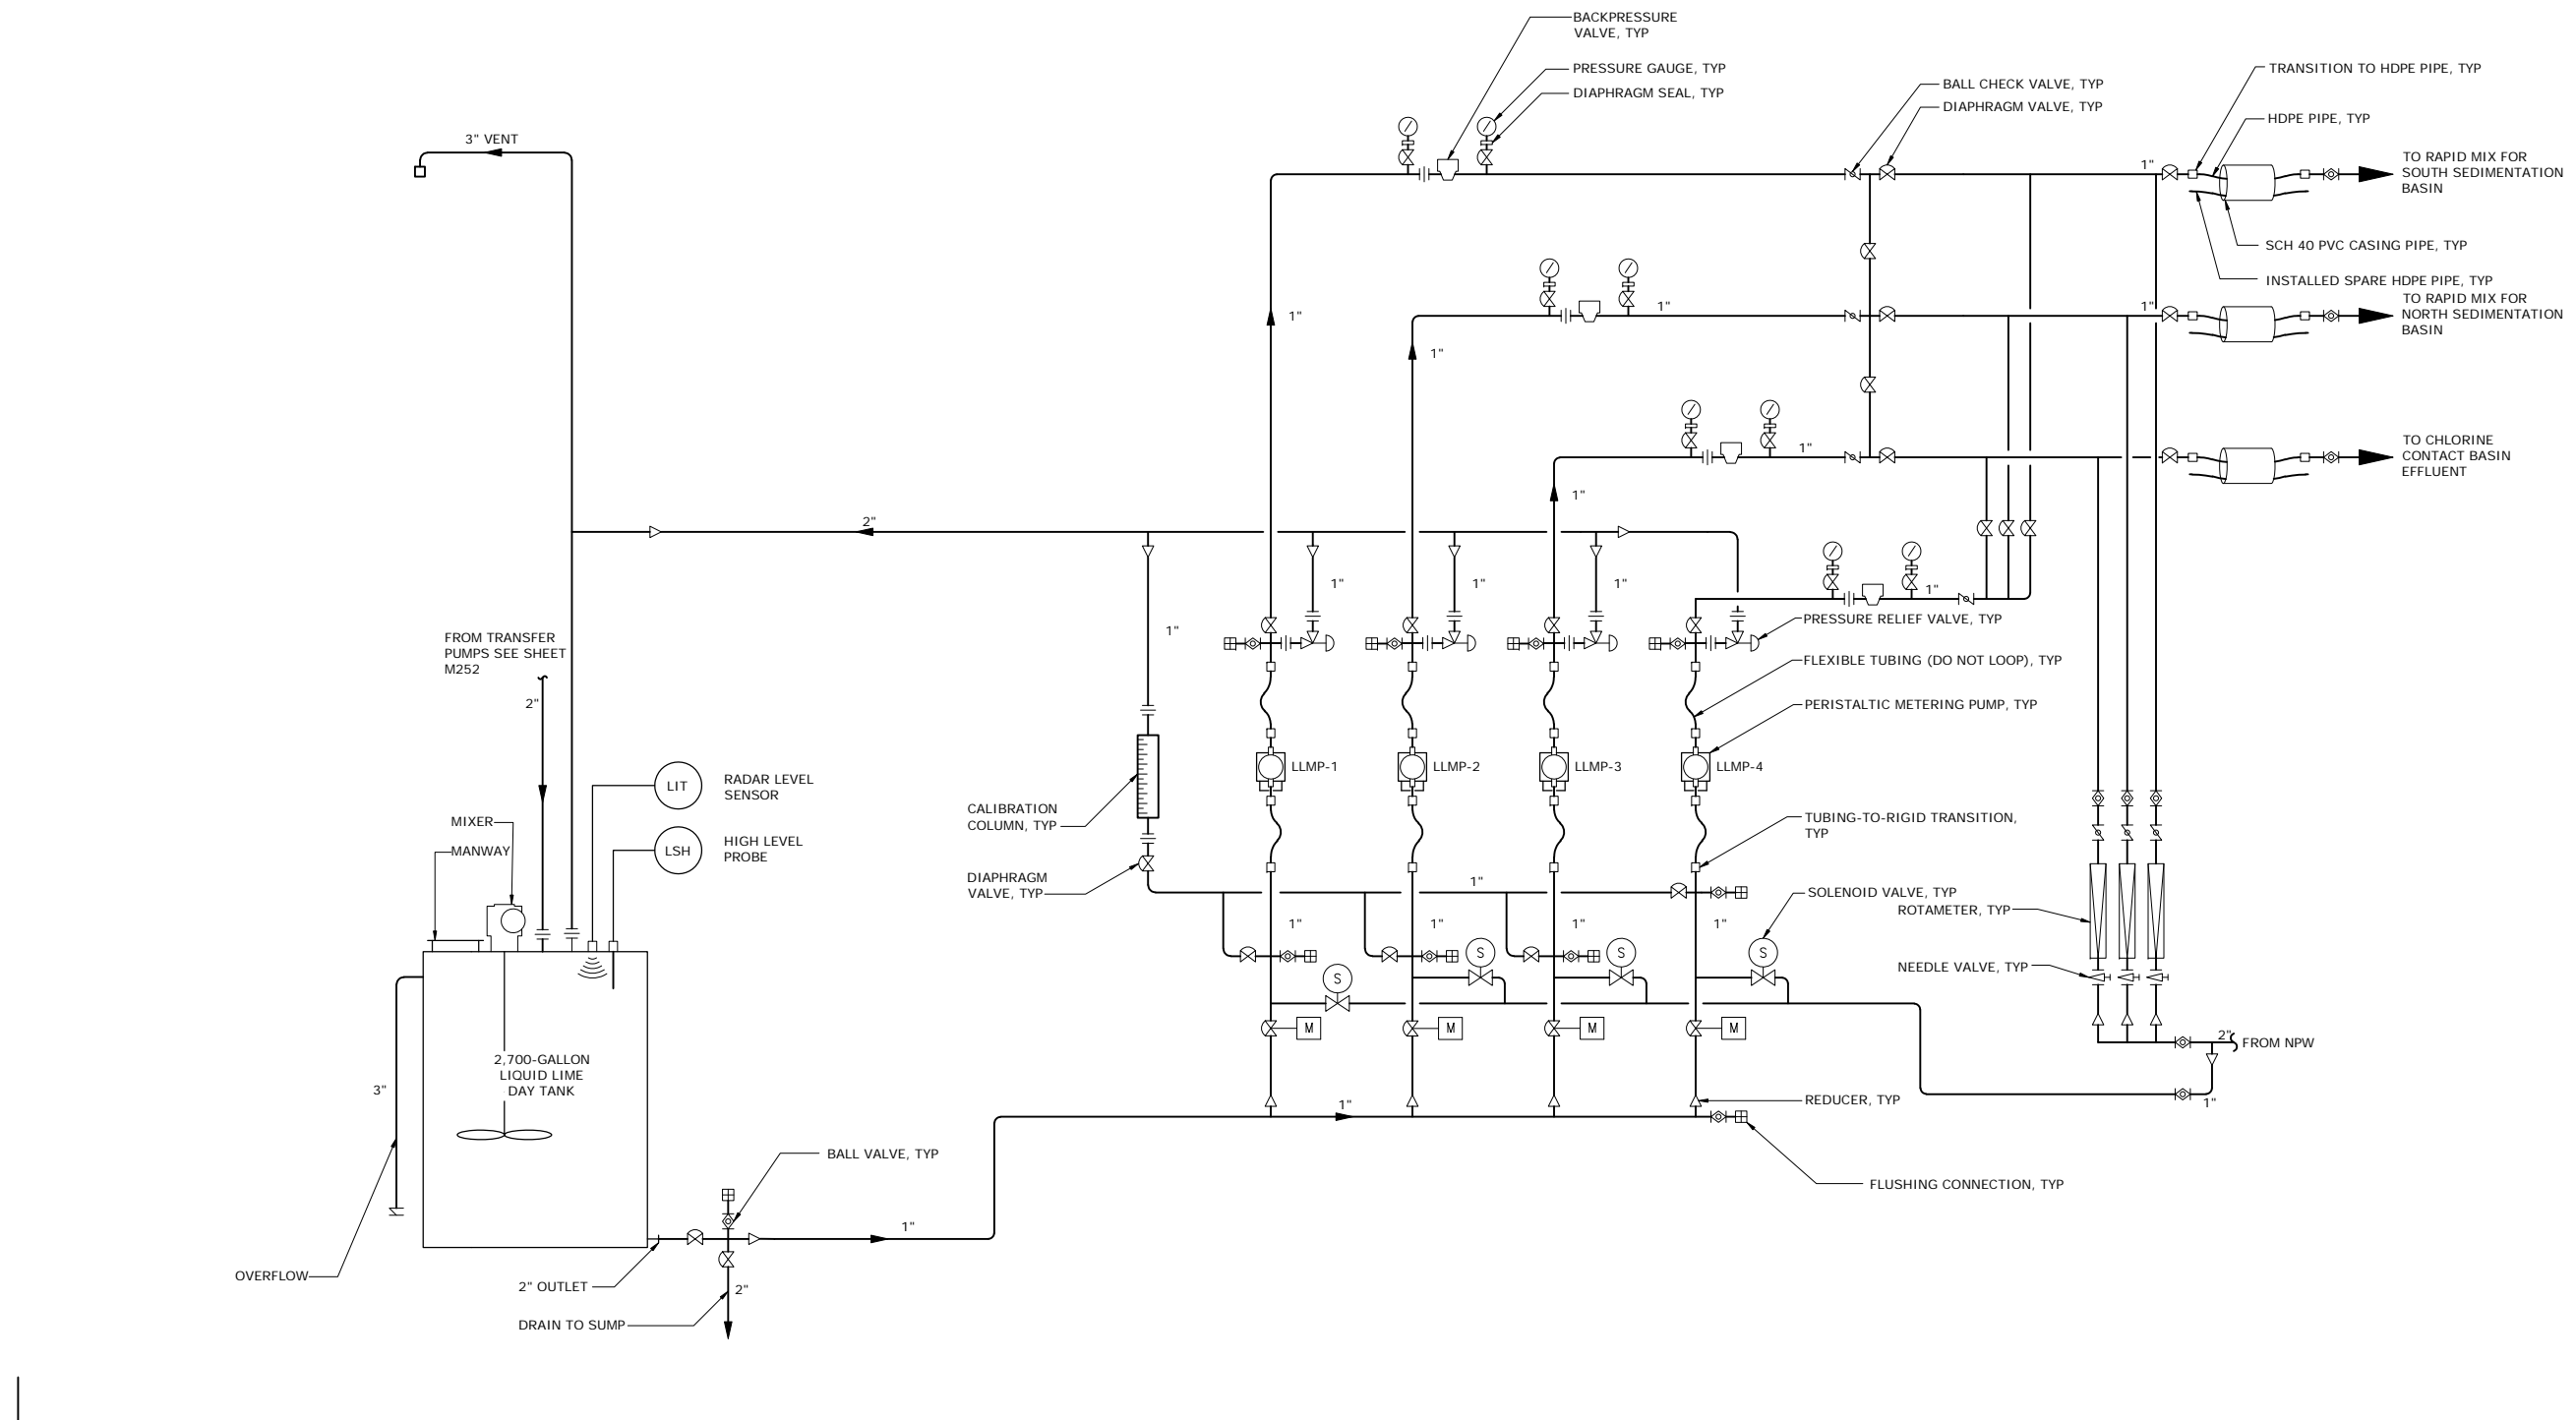 BACKPRESSURE
VALVE, TYP
PRESSURE GAUGE, TYP
DIAPHRAGM SEAL, TYP
BALL CHECK VALVE, TYP
DIAPHRAGM VALVE, TYP
TRANSITION TO HDPE PIPE, TYP
HDPE PIPE, TYP
3" VENT
1"
TO RAPID MIX FOR
SOUTH SEDIMENTATION
BASIN
SCH 40 PVC CASING PIPE, TYP
INSTALLED SPARE HDPE PIPE, TYP
1"
1"
1"
TO RAPID MIX FOR
NORTH SEDIMENTATION
BASIN
1"
1"
TO CHLORINE
CONTACT BASIN
EFFLUENT
1"
2"
1"
1"
1"
1"
1"
PRESSURE RELIEF VALVE, TYP
FROM TRANSFER
PUMPS SEE SHEET
M252
2"
FLEXIBLE TUBING (DO NOT LOOP), TYP
PERISTALTIC METERING PUMP, TYP
LLMP-1
LLMP-2
LLMP-3
LLMP-4
LIT
RADAR LEVEL
SENSOR
LSH
HIGH LEVEL
PROBE
MIXER
MANWAY
CALIBRATION
COLUMN, TYP
TUBING-TO-RIGID TRANSITION,
TYP
DIAPHRAGM
VALVE, TYP
1"
SOLENOID VALVE, TYP
ROTAMETER, TYP
1"
1"
1"
1"
S
S
S
S
NEEDLE VALVE, TYP
M
M
M
M
2"
FROM NPW
2,700-GALLON
LIQUID LIME
DAY TANK
3"
1"
REDUCER, TYP
1"
BALL VALVE, TYP
FLUSHING CONNECTION, TYP
1"
OVERFLOW
2" OUTLET
2"
DRAIN TO SUMP